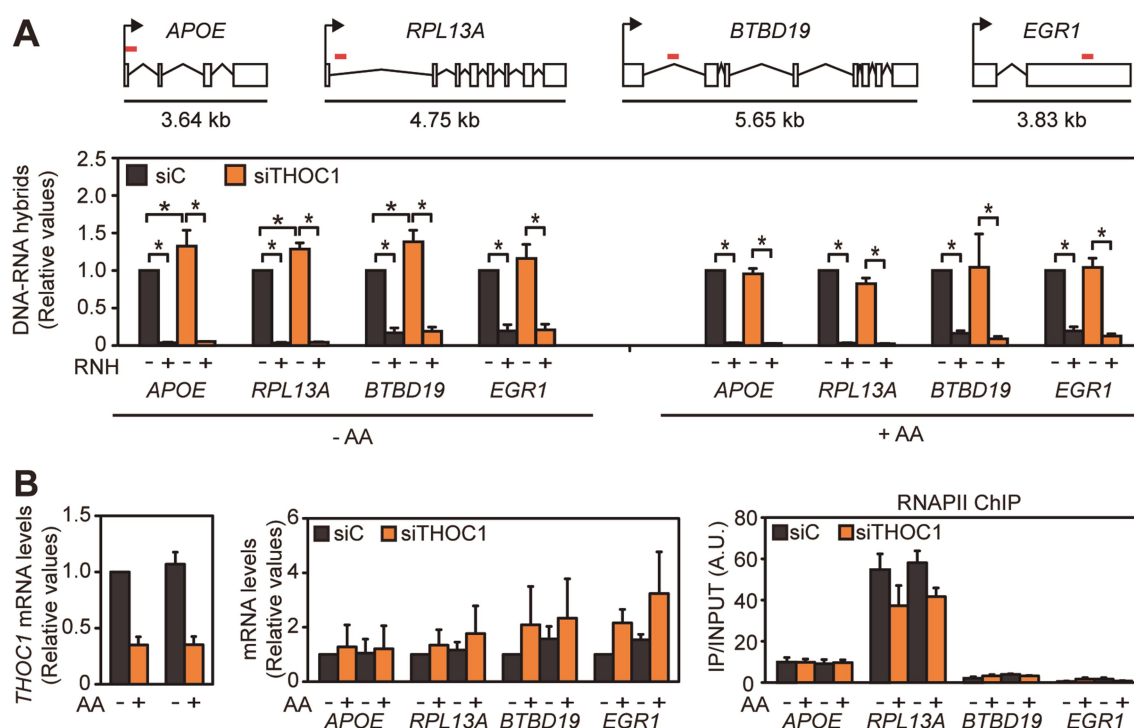 A
APOE RPL13A BTBD19 EGR1
3.64 kb 4.75 kb 5.65 kb 3.83 kb
DNA-RNA hybrids
(Relative values)
2.5
2.0
1.5
1.0
0.5
0
siC siTHOC1
* * * * * * * * * * * * * * * * * * *
RNH - + - + - + - + - + - + - + - + - + - + - + - + - + - + - + - +
APOE RPL13A BTBD19 EGR1 APOE RPL13A BTBD19 EGR1
- AA + AA
B
THOC1 mRNA levels
(Relative values)
1.5
1.0
0.5
0
AA - + - +
mRNA levels
(Relative values)
6
4
2
0
siC siTHOC1
AA - + - + - + - + - + - + - + - +
APOE RPL13A BTBD19 EGR1
RNAPII ChIP
IP/INPUT (A.U.)
80
60
40
20
0
siC siTHOC1
AA - + - + - + - + - + - + - + - +
APOE RPL13A BTBD19 EGR1